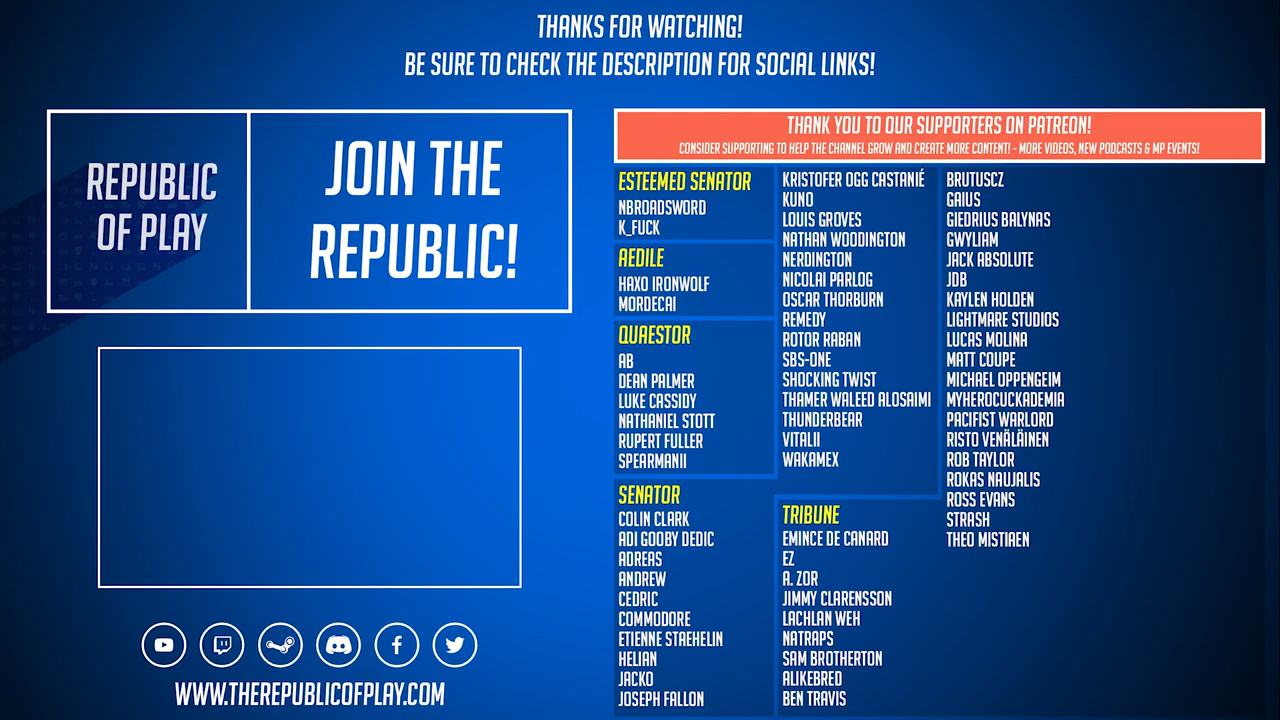 THANKS FOR WATCHING!
BE SURE TO CHECK THE DESCRIPTION FOR SOCIAL LINKS!
REPUBLIC
OF PLAY
JOIN THE
REPUBLIC!
WWW.THEREPUBLICOFPLAY.COM
THANK YOU TO OUR SUPPORTERS ON PATREON!
CONSIDER SUPPORTING TO HELP THE CHANNEL GROW AND CREATE MORE CONTENT! - MORE VIDEOS, NEW PODCASTS & MP EVENTS!
ESTEEMED SENATOR
NBROADSWORD
K_FUCK
AEDILE
HAXO IRONWOLF
MORDECAI
QUAESTOR
AB
DEAN PALMER
LUKE CASSIDY
NATHANIEL STOTT
RUPERT FULLER
SPEARMANII
SENATOR
COLIN CLARK
ADI GOOBY DEDIC
ADREAS
ANDREW
CEDRIC
COMMODORE
ETIENNE STAEHELIN
HELIAN
JACKO
JOSEPH FALLON
KRISTOFER OGG CASTANIÉ
KUNO
LOUIS GROVES
NATHAN WOODINGTON
NERDINGTON
NICOLAI PARLOG
OSCAR THORBURN
REMEDY
ROTOR RABAN
SBS-ONE
SHOCKING TWIST
THAMER WALEED ALOSAIMI
THUNDERBEAR
VITALII
WAKAMEX
TRIBUNE
EMINCE DE CANARD
EZ
A. ZOR
JIMMY CLARENSSON
LACHLAN WEH
NATRAPS
SAM BROTHERTON
ALIKEBRED
BEN TRAVIS
BRUTUSCZ
GAIUS
GIEDRIUS BALYNAS
GWYLIAM
JACK ABSOLUTE
JDB
KAYLEN HOLDEN
LIGHTMARE STUDIOS
LUCAS MOLINA
MATT COUPE
MICHAEL OPPENGEIM
MYHEROCUCKADEMIA
PACIFIST WARLORD
RISTO VENÄLÄINEN
ROB TAYLOR
ROKAS NAUJALIS
ROSS EVANS
STRASH
THEO MISTIAEN